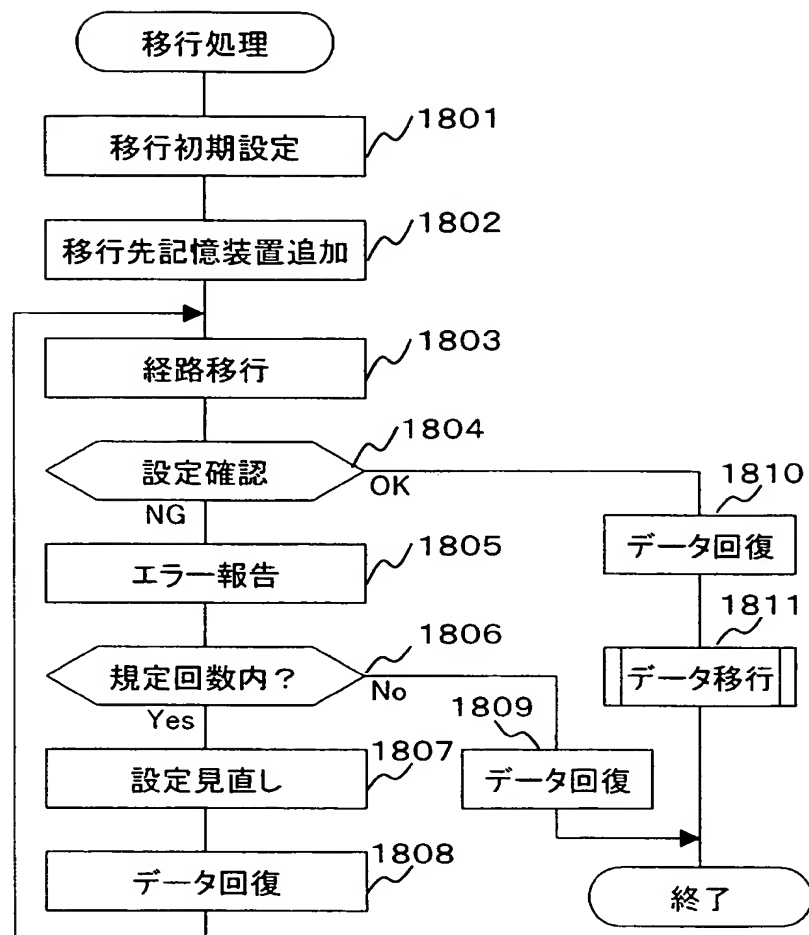 移行処理
1801
移行初期設定
1802
移行先記憶装置追加
1803
経路移行
1804
設定確認
OK
NG
1805
エラー報告
1806
規定回数内？
No
Yes
1807
設定見直し
1808
データ回復
1809
データ回復
1810
データ回復
1811
データ移行
終了